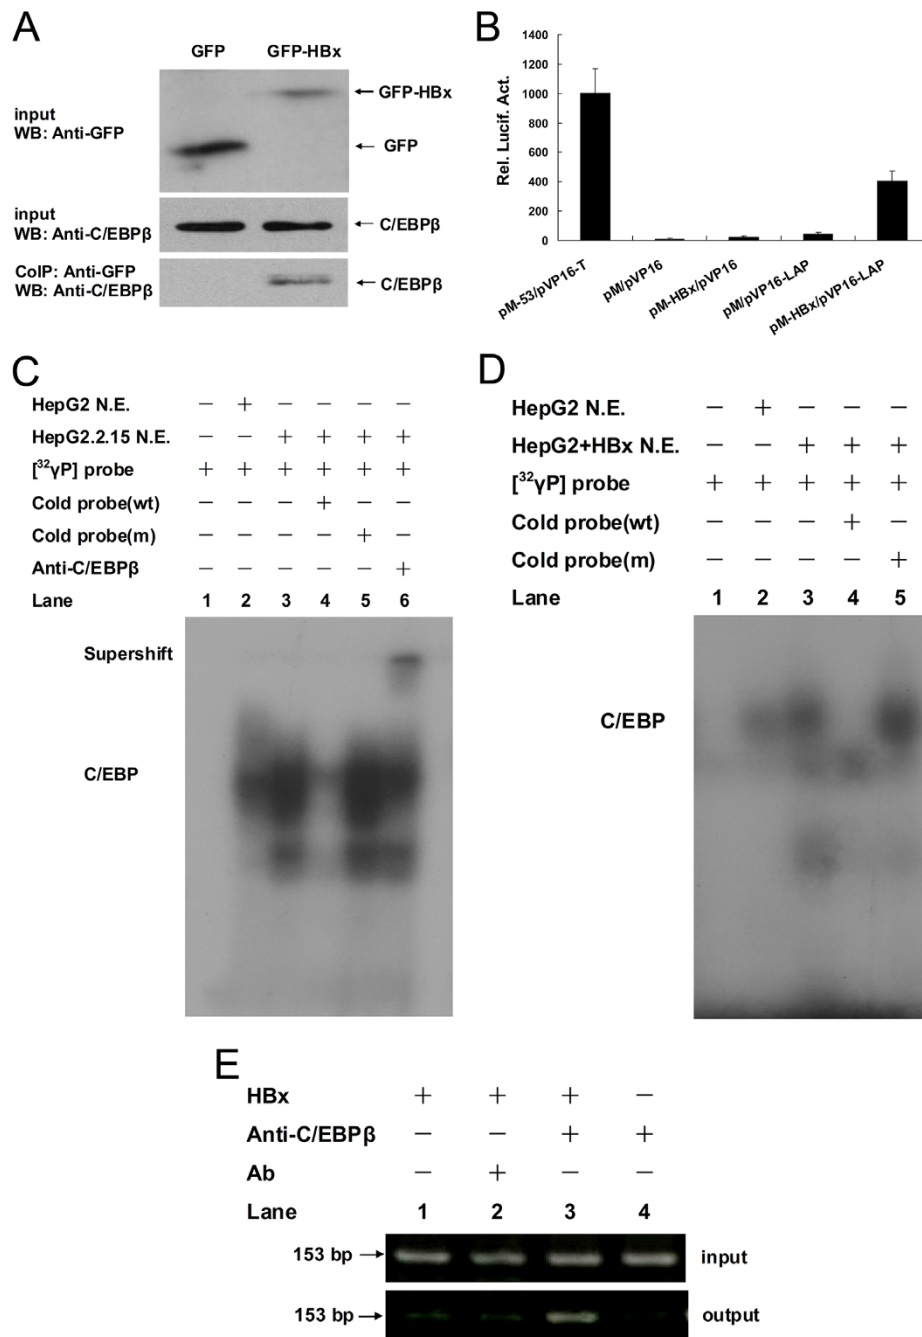 A
GFP GFP-HBx
input
WB: Anti-GFP
GFP-HBx
GFP
input
WB: Anti-C/EBPβ
C/EBPβ
CoIP: Anti-GFP
WB: Anti-C/EBPβ
C/EBPβ
B
Rel. Lucif. Act.
1400
1200
1000
800
600
400
200
0
pM-53/pVP16-T
pM/pVP16
pM-HBx/pVP16
pM/pVP16-LAP
pM-HBx/pVP16-LAP
C
HepG2 N.E. − + − − − −
HepG2.2.15 N.E. − − + + + +
[³²γP] probe + + + + + +
Cold probe(wt) − − − + − −
Cold probe(m) − − − − + −
Anti-C/EBPβ − − − − − +
Lane 1 2 3 4 5 6
Supershift
C/EBP
D
HepG2 N.E. − + − − −
HepG2+HBx N.E. − − + + +
[³²γP] probe + + + + +
Cold probe(wt) − − − + −
Cold probe(m) − − − − +
Lane 1 2 3 4 5
C/EBP
E
HBx + + + −
Anti-C/EBPβ − − + +
Ab − + − −
Lane 1 2 3 4
153 bp input
153 bp output